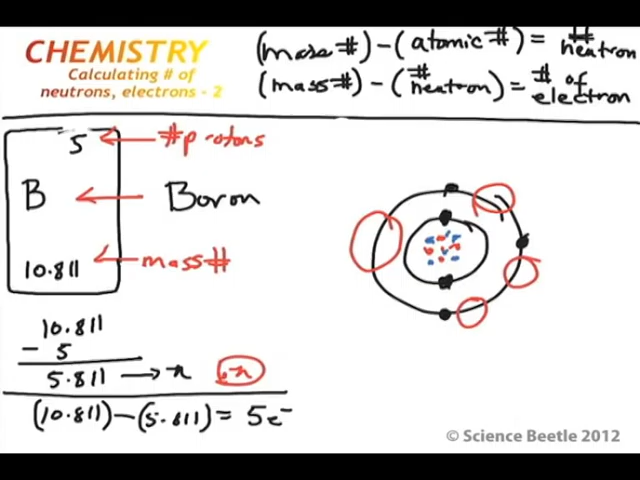 CHEMISTRY
Calculating # of
neutrons, electrons - 2
(mass #) - (atomic #) = # neutron
(mass #) - (# neutron) = # of electron
5 ← # protons
B ← Boron
10.811 ← mass #
10.811
- 5
5.811 → n
(10.811) - (5.811) = 5e⁻
© Science Beetle 2012